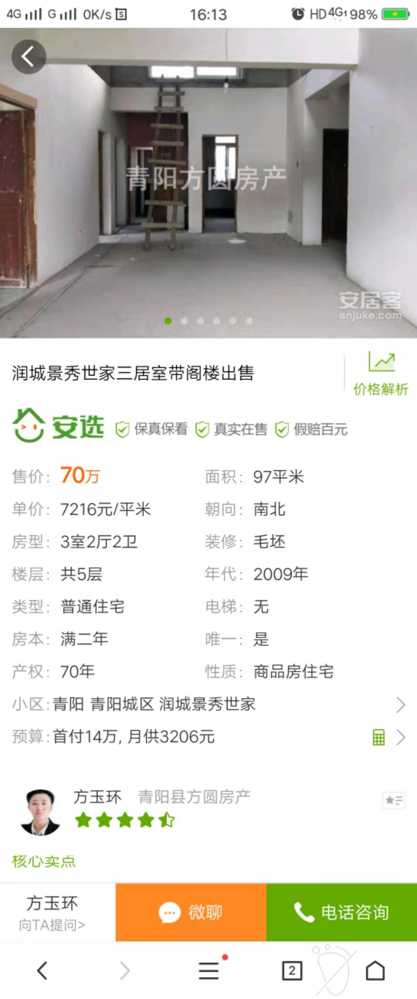 4G G 0K/s S 16:13 HD 4G1 98%
青阳方圆房产
安居客
anjuke.com
润城景秀世家三居室带阁楼出售
价格解析
安选 保真保看 真实在售 假赔百元
售价: 70万 面积: 97平米
单价: 7216元/平米 朝向: 南北
房型: 3室2厅2卫 装修: 毛坯
楼层: 共5层 年代: 2009年
类型: 普通住宅 电梯: 无
房本: 满二年 唯一: 是
产权: 70年 性质: 商品房住宅
小区: 青阳 青阳城区 润城景秀世家
预算: 首付14万, 月供3206元
方玉环 青阳县方圆房产
核心卖点
方玉环
向TA提问>
微聊
电话咨询
2